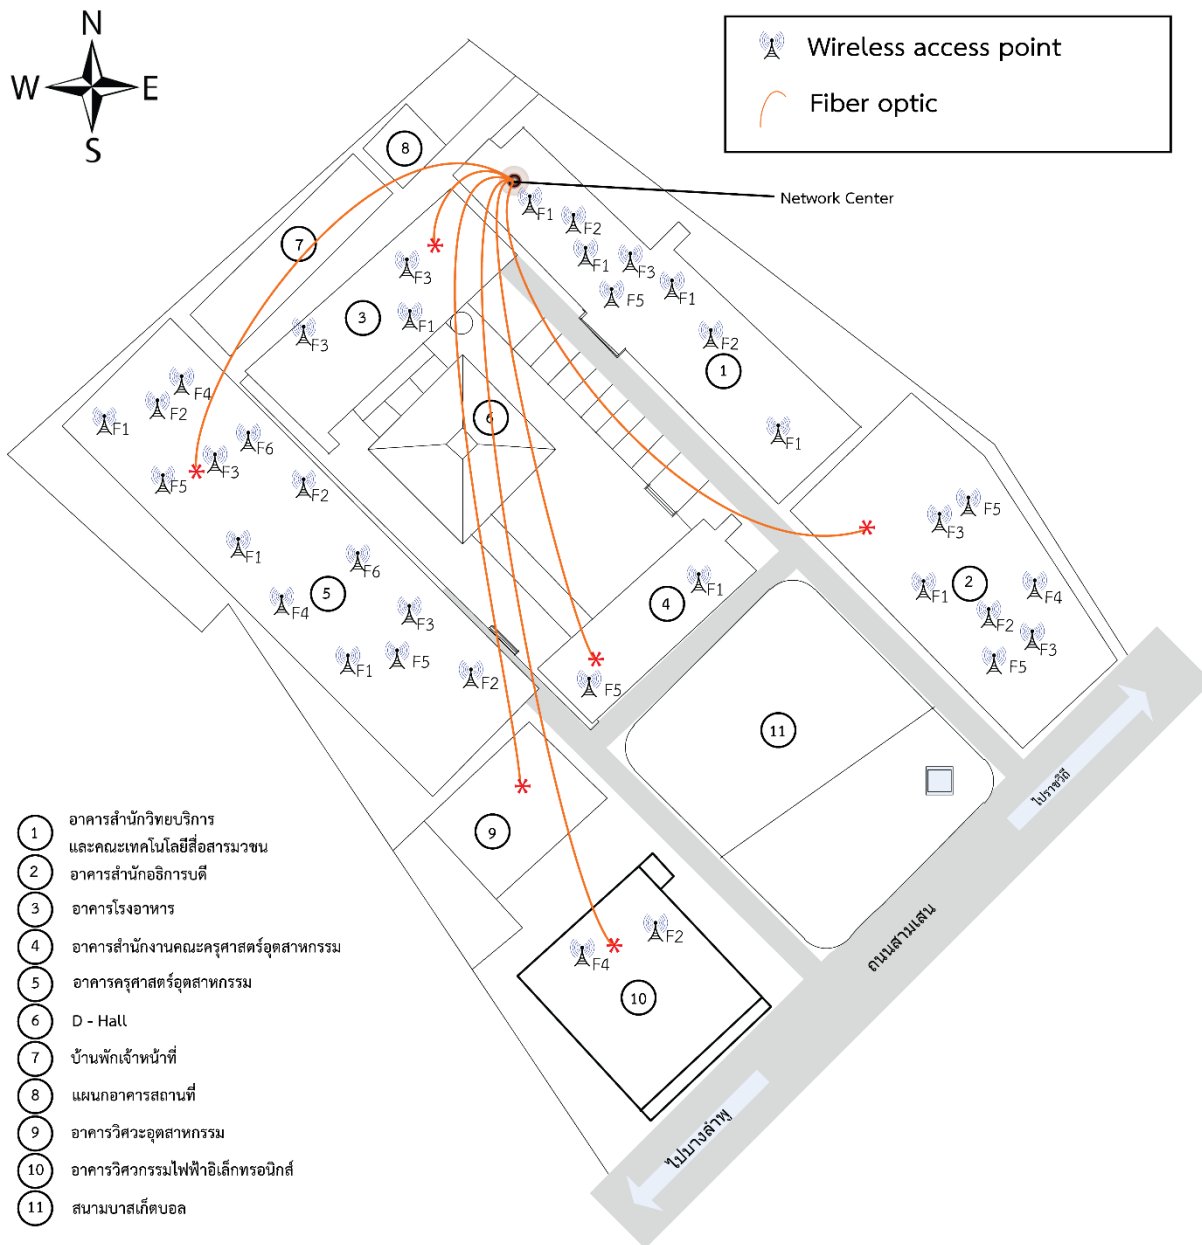 N
W E
S
Wireless access point
Fiber optic
Network Center
8
F1
F2
7
F1
F3
F3
F1
F5
3
F1
F3
F2
1
F4
6
F2
F1
F1
F6
F3
F5
F2
F5
F3
F1
F6
4
F1
2
F4
5
F1
F4
F3
F2
F3
F1
F5
F5
F2
F5
11
ไปราชวิถี
9
F2
ถนนสามเสน
F4
10
ไปบางลำพู
1 อาคารสำนักวิทยบริการ
และคณะเทคโนโลยีสื่อสารมวขน
2 อาคารสำนักอธิการบดี
3 อาคารโรงอาหาร
4 อาคารสำนักงานคณะครุศาสตร์อุตสาหกรรม
5 อาคารครุศาสตร์อุตสาหกรรม
6 D - Hall
7 บ้านพักเจ้าหน้าที่
8 แผนกอาคารสถานที่
9 อาคารวิศวะอุตสาหกรรม
10 อาคารวิศวกรรมไฟฟ้าอิเล็กทรอนิกส์
11 สนามบาสเก็ตบอล